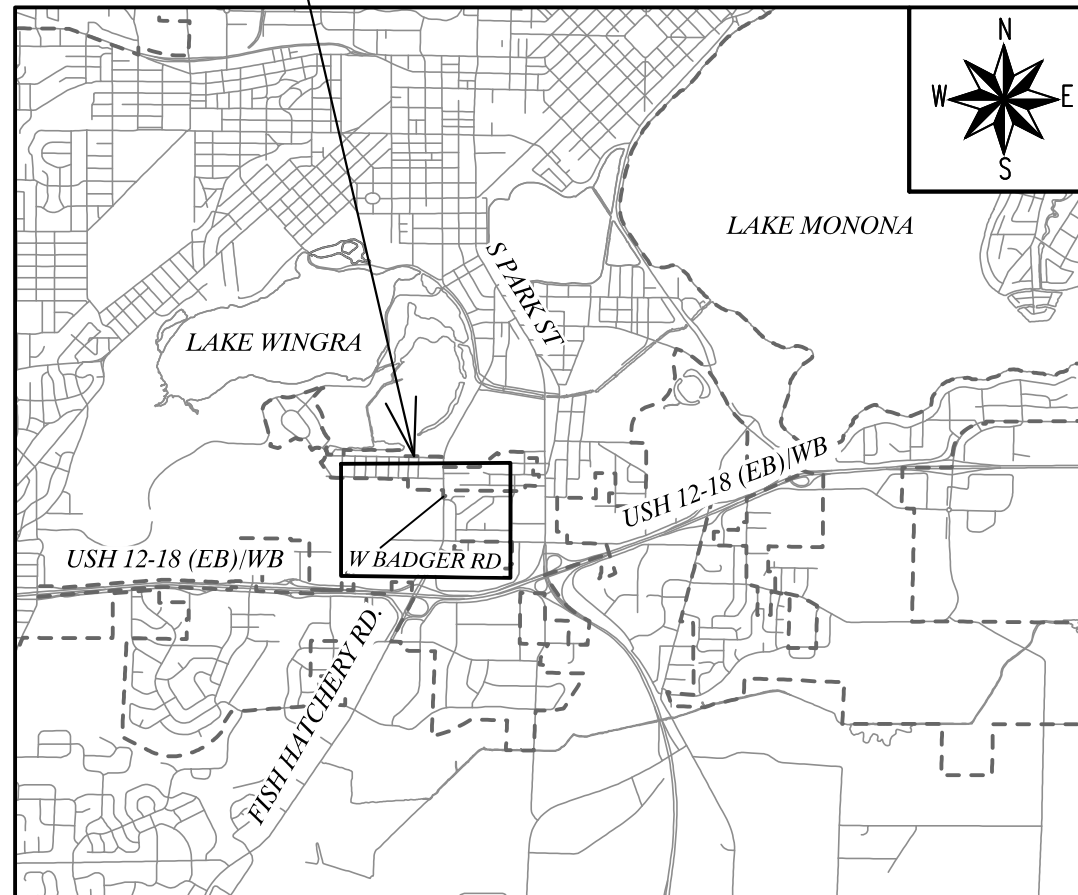 N
W E
S
LAKE MONONA
S PARK ST
LAKE WINGRA
USH 12-18 (EB)/WB
W BADGER RD
USH 12-18 (EB)/WB
FISH HATCHERY RD.